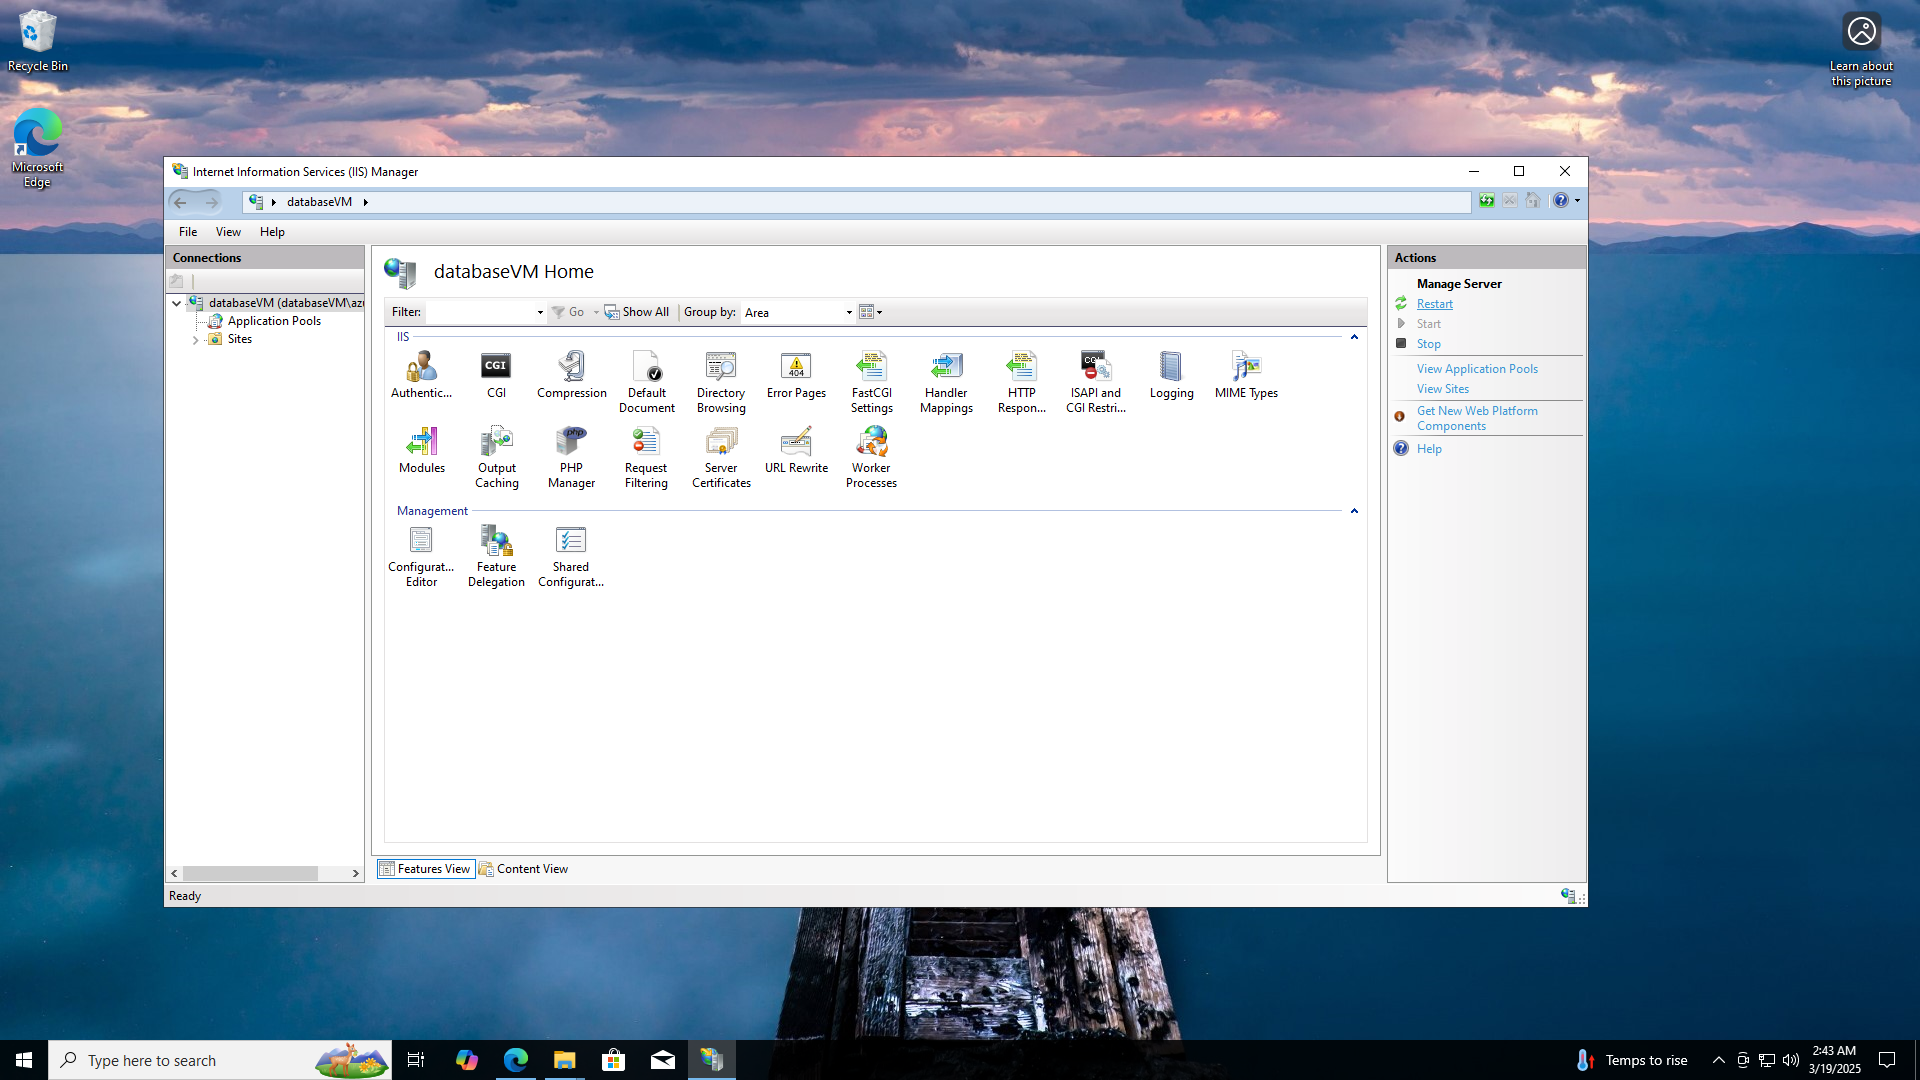 Recycle Bin
Microsoft
Edge
Learn about
this picture
Internet Information Services (IIS) Manager
databaseVM
File View Help
Connections
databaseVM (databaseVM\az
Application Pools
Sites
databaseVM Home
Filter: Go Show All Group by: Area
IIS
Authentic... CGI Compression Default Document Directory Browsing Error Pages FastCGI Settings Handler Mappings HTTP Respon... ISAPI and CGI Restri... Logging MIME Types
Modules Output Caching PHP Manager Request Filtering Server Certificates URL Rewrite Worker Processes
Management
Configurat... Editor Feature Delegation Shared Configurat...
Features View Content View
Ready
Actions
Manage Server
Restart
Start
Stop
View Application Pools
View Sites
Get New Web Platform
Components
Help
Type here to search
Temps to rise
2:43 AM
3/19/2025